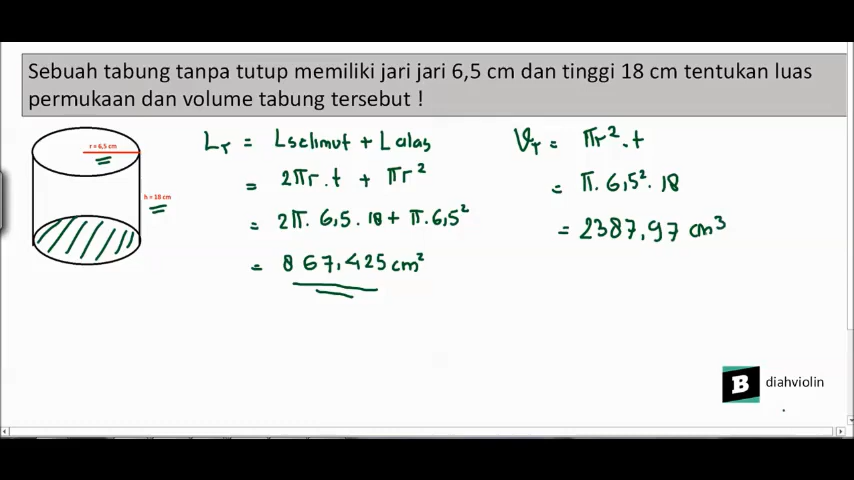 Sebuah tabung tanpa tutup memiliki jari jari 6,5 cm dan tinggi 18 cm tentukan luas
permukaan dan volume tabung tersebut !
r = 6,5 cm
h = 18 cm
L_T = Lselimut + Lalas
= 2πr.t + πr²
= 2π. 6,5. 18 + π.6,5²
= 867,425 cm²
V_T = πr².t
= π. 6,5². 18
= 2387,97 cm³
B diahviolin